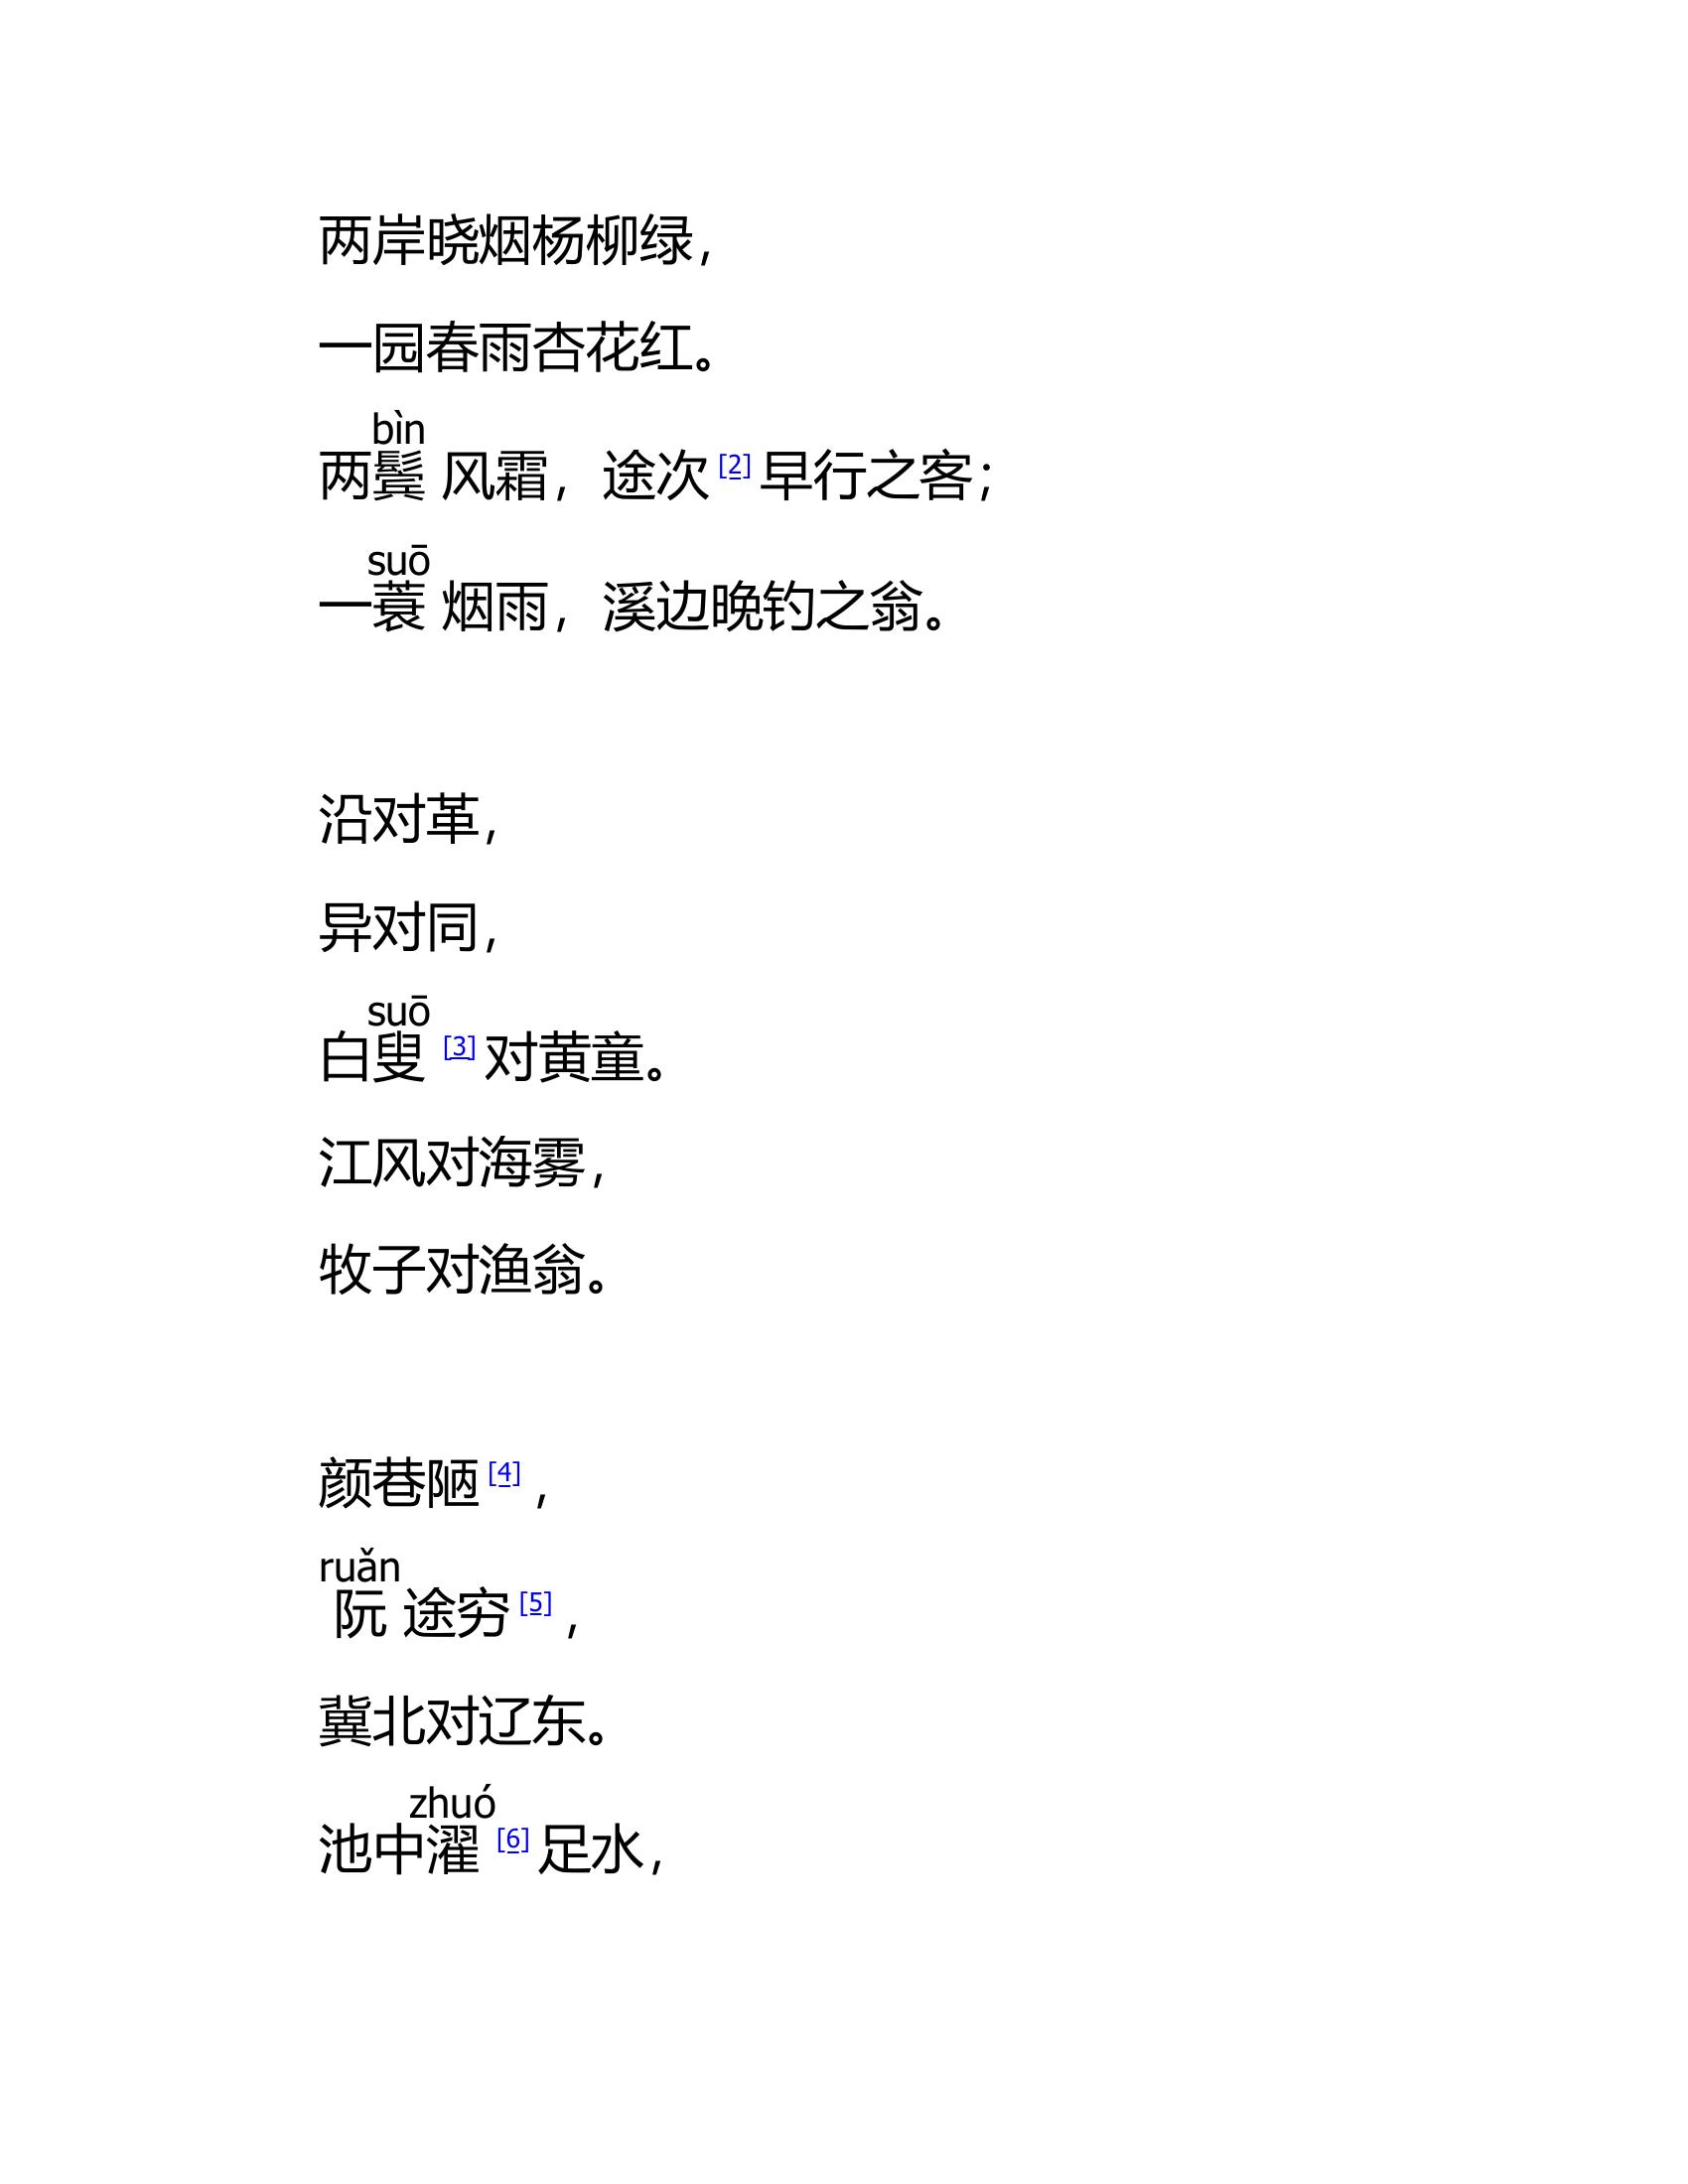 两岸晓烟杨柳绿，
一园春雨杏花红。
bìn
两鬓 风霜，途次[2]早行之客；
suō
一蓑 烟雨，溪边晚钓之翁。
沿对革，
异对同，
suō
白叟 [3]对黄童。
江风对海雾，
牧子对渔翁。
颜巷陋[4]，
ruǎn
阮 途穷[5]，
冀北对辽东。
zhuó
池中濯 [6]足水，